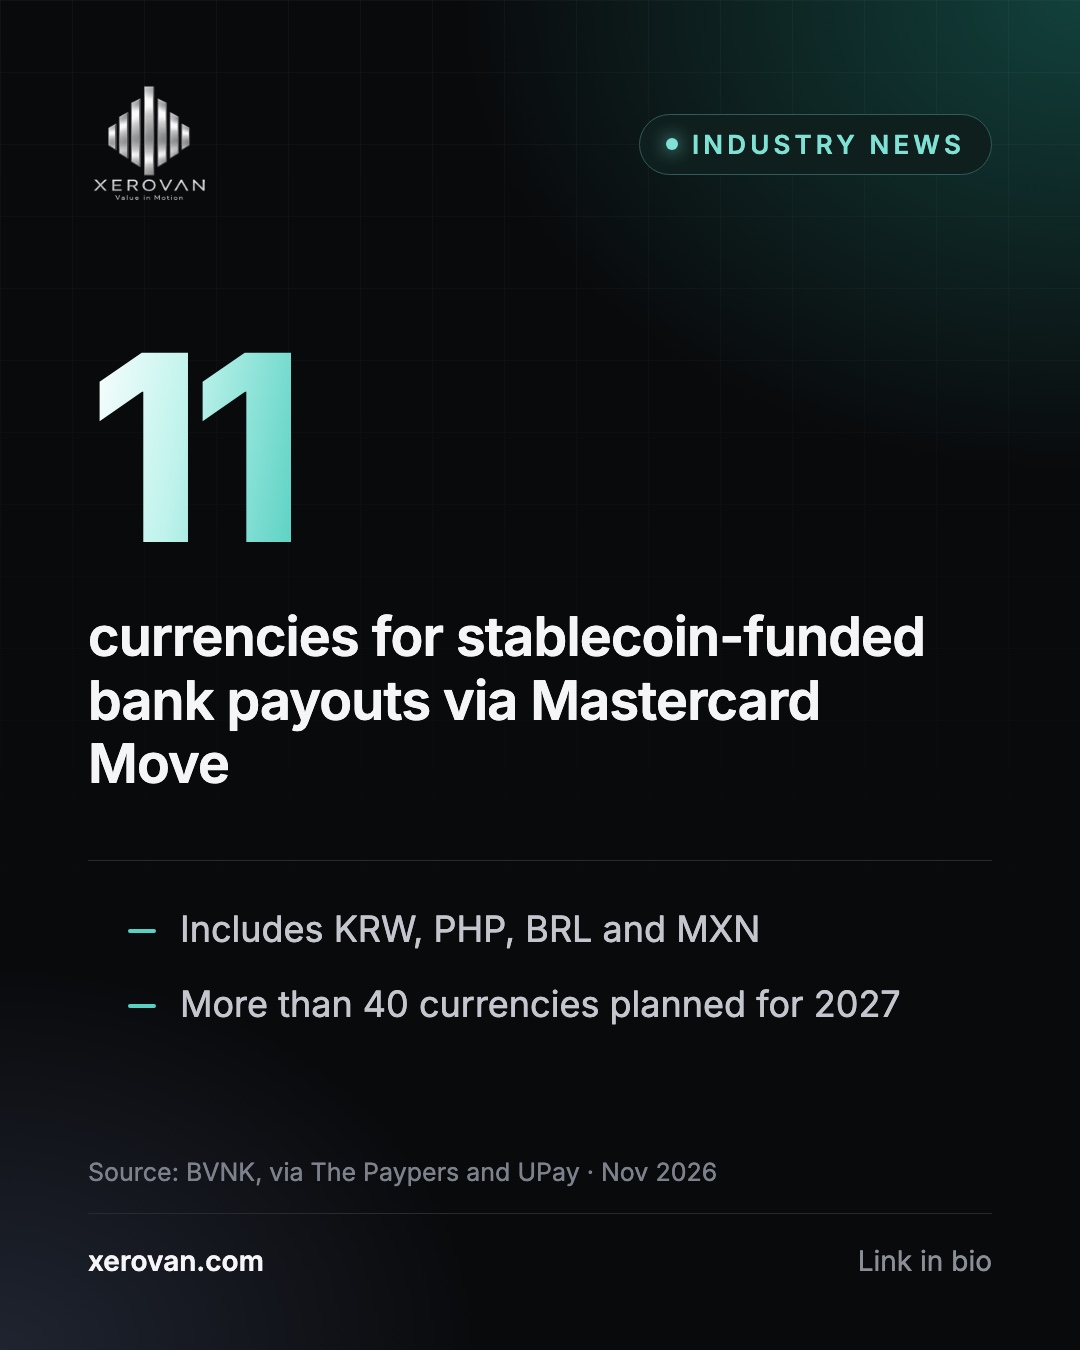 XEROVAN
Value in Motion
INDUSTRY NEWS
11
currencies for stablecoin-funded
bank payouts via Mastercard
Move
Includes KRW, PHP, BRL and MXN
More than 40 currencies planned for 2027
Source: BVNK, via The Paypers and UPay · Nov 2026
xerovan.com
Link in bio